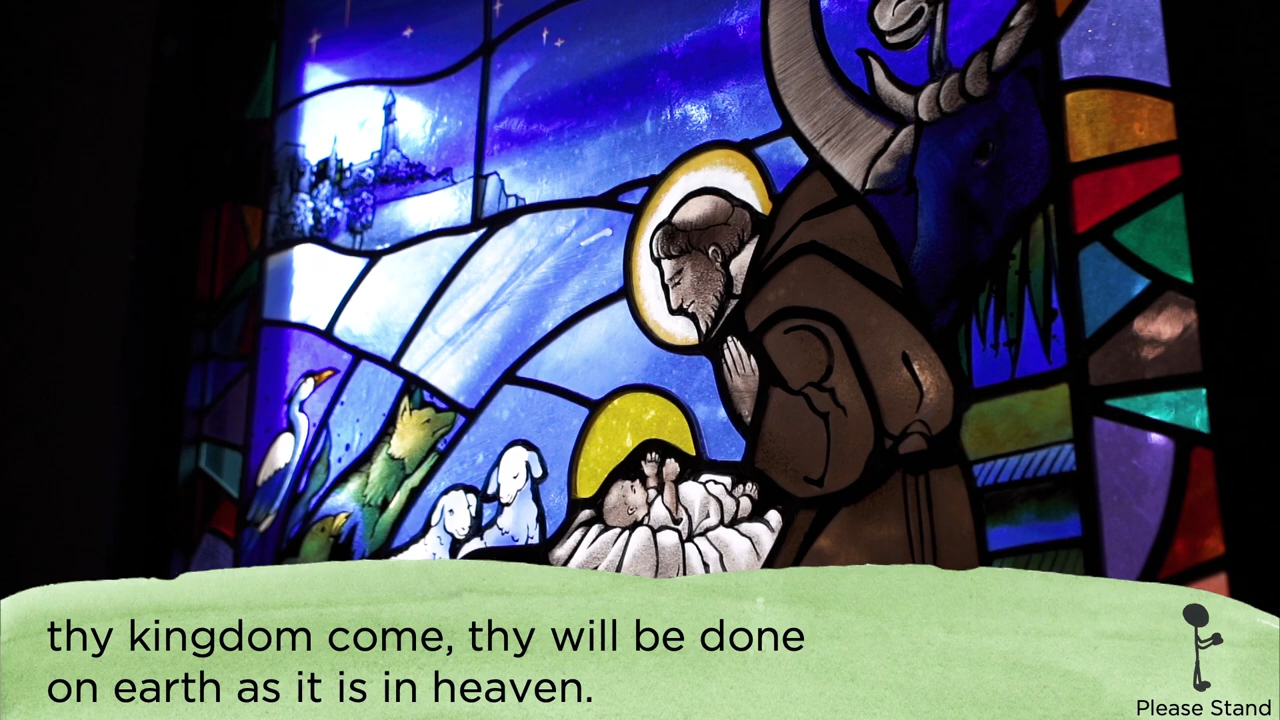 thy kingdom come, thy will be done
on earth as it is in heaven.
Please Stand